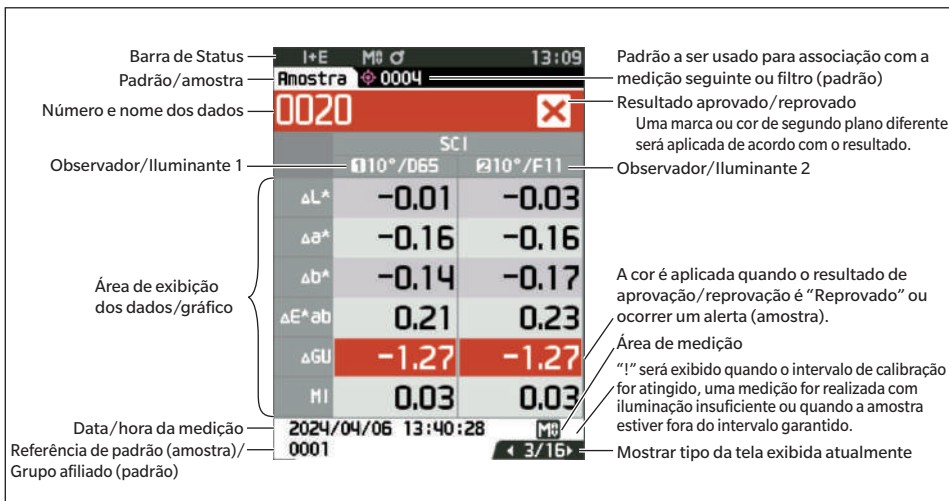 Barra de Status
Padrão/amostra
Número e nome dos dados
Observador/Iluminante 1
Área de exibição
dos dados/gráfico
Data/hora da medição
Referência de padrão (amostra)/
Grupo afiliado (padrão)
I+E 13:09
Amostra 0004
0020
SCI
1 10°/D65 2 10°/F11
ΔL* -0.01 -0.03
Δa* -0.16 -0.16
Δb* -0.14 -0.17
ΔE*ab 0.21 0.23
ΔGU -1.27 -1.27
MI 0.03 0.03
2024/04/06 13:40:28
0001 3/16
Padrão a ser usado para associação com a
medição seguinte ou filtro (padrão)
Resultado aprovado/reprovado
Uma marca ou cor de segundo plano diferente
será aplicada de acordo com o resultado.
Observador/Iluminante 2
A cor é aplicada quando o resultado de
aprovação/reprovação é “Reprovado” ou
ocorrer um alerta (amostra).
Área de medição
“!” será exibido quando o intervalo de calibração
for atingido, uma medição for realizada com
iluminação insuficiente ou quando a amostra
estiver fora do intervalo garantido.
Mostrar tipo da tela exibida atualmente